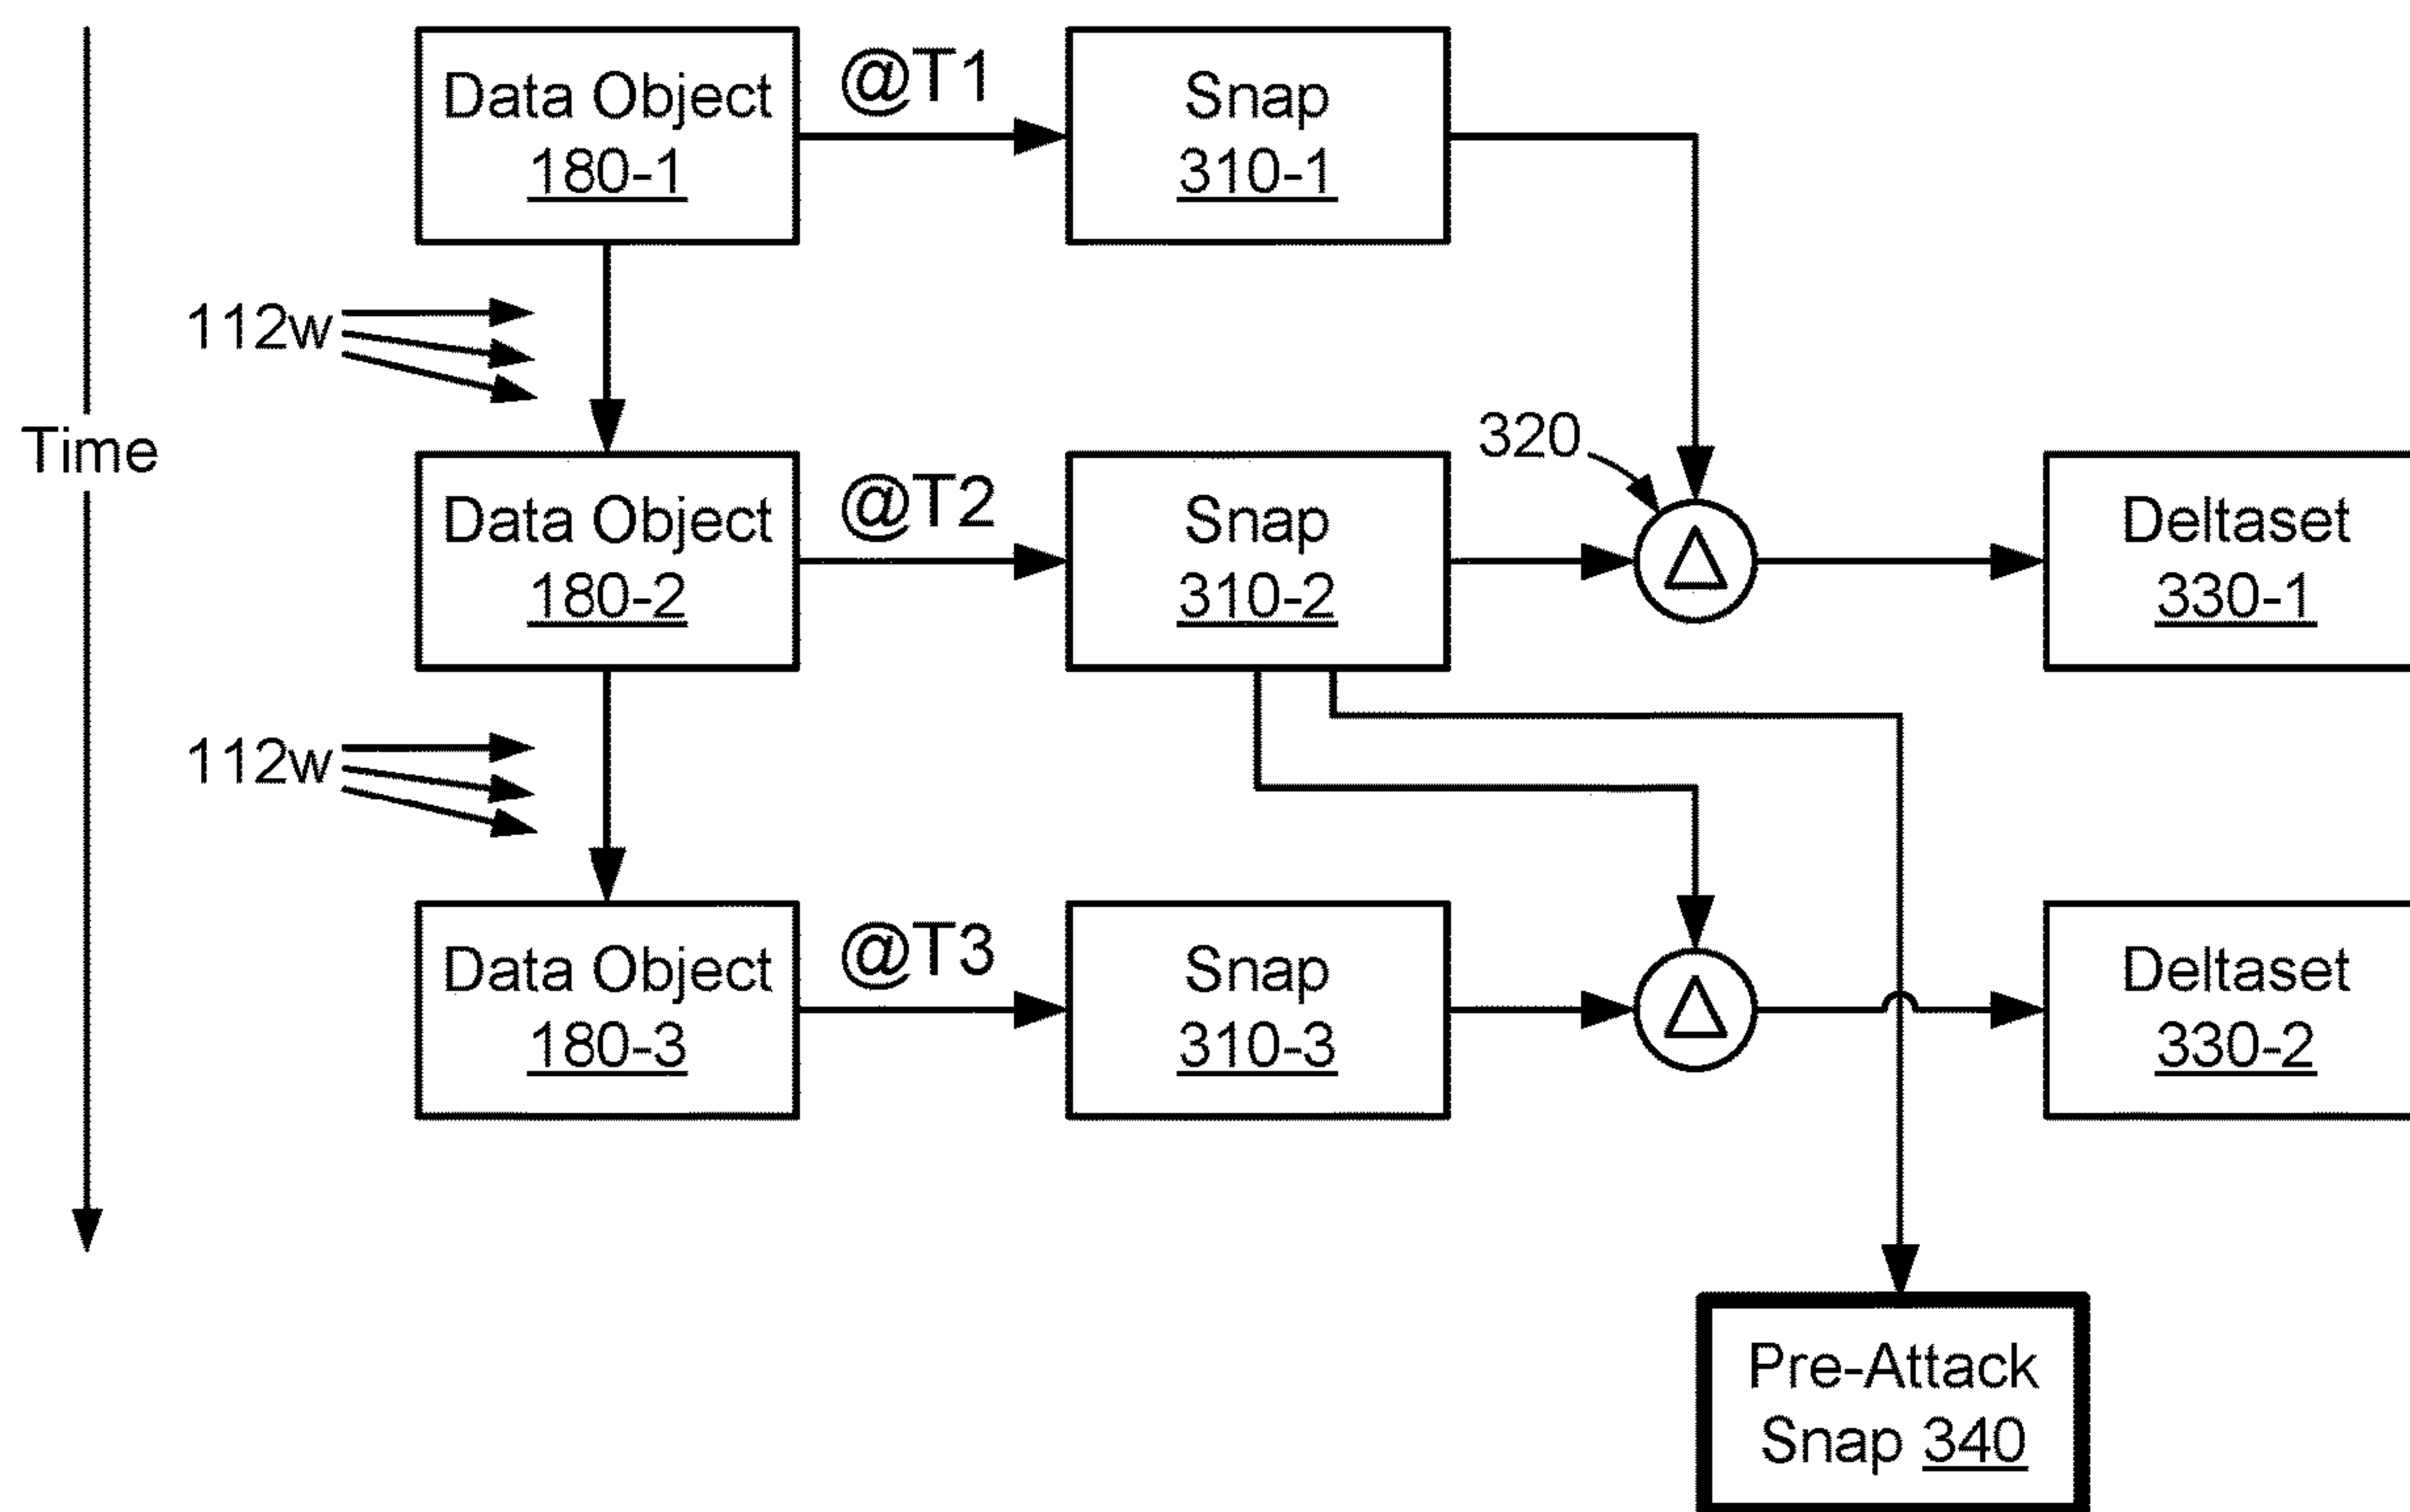 Data Object
180-1
@T1
Snap
310-1
112w
Time
Data Object
180-2
@T2
Snap
310-2
320
Deltaset
330-1
112w
Data Object
180-3
@T3
Snap
310-3
Deltaset
330-2
Pre-Attack
Snap 340